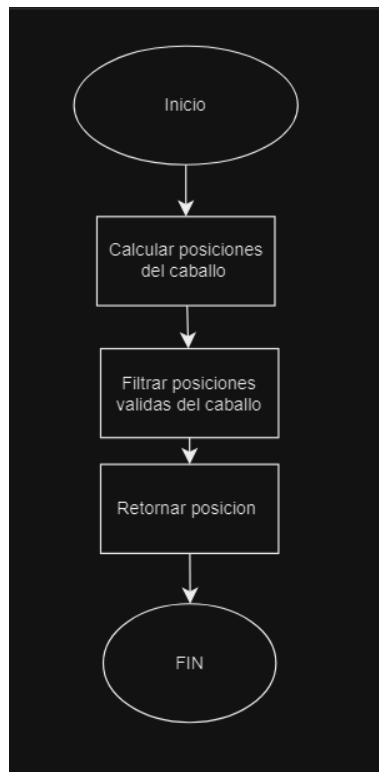 Inicio
Calcular posiciones
del caballo
Filtrar posiciones
validas del caballo
Retornar posicion
FIN